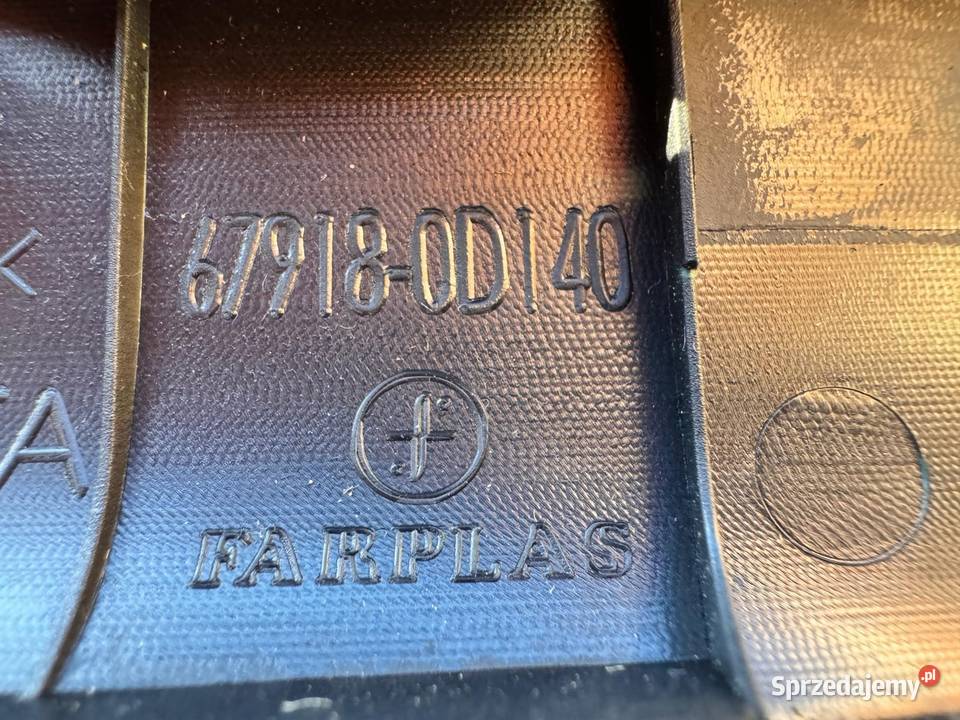 67918-0D140
f
FARPLAS
Sprzedajemy.pl